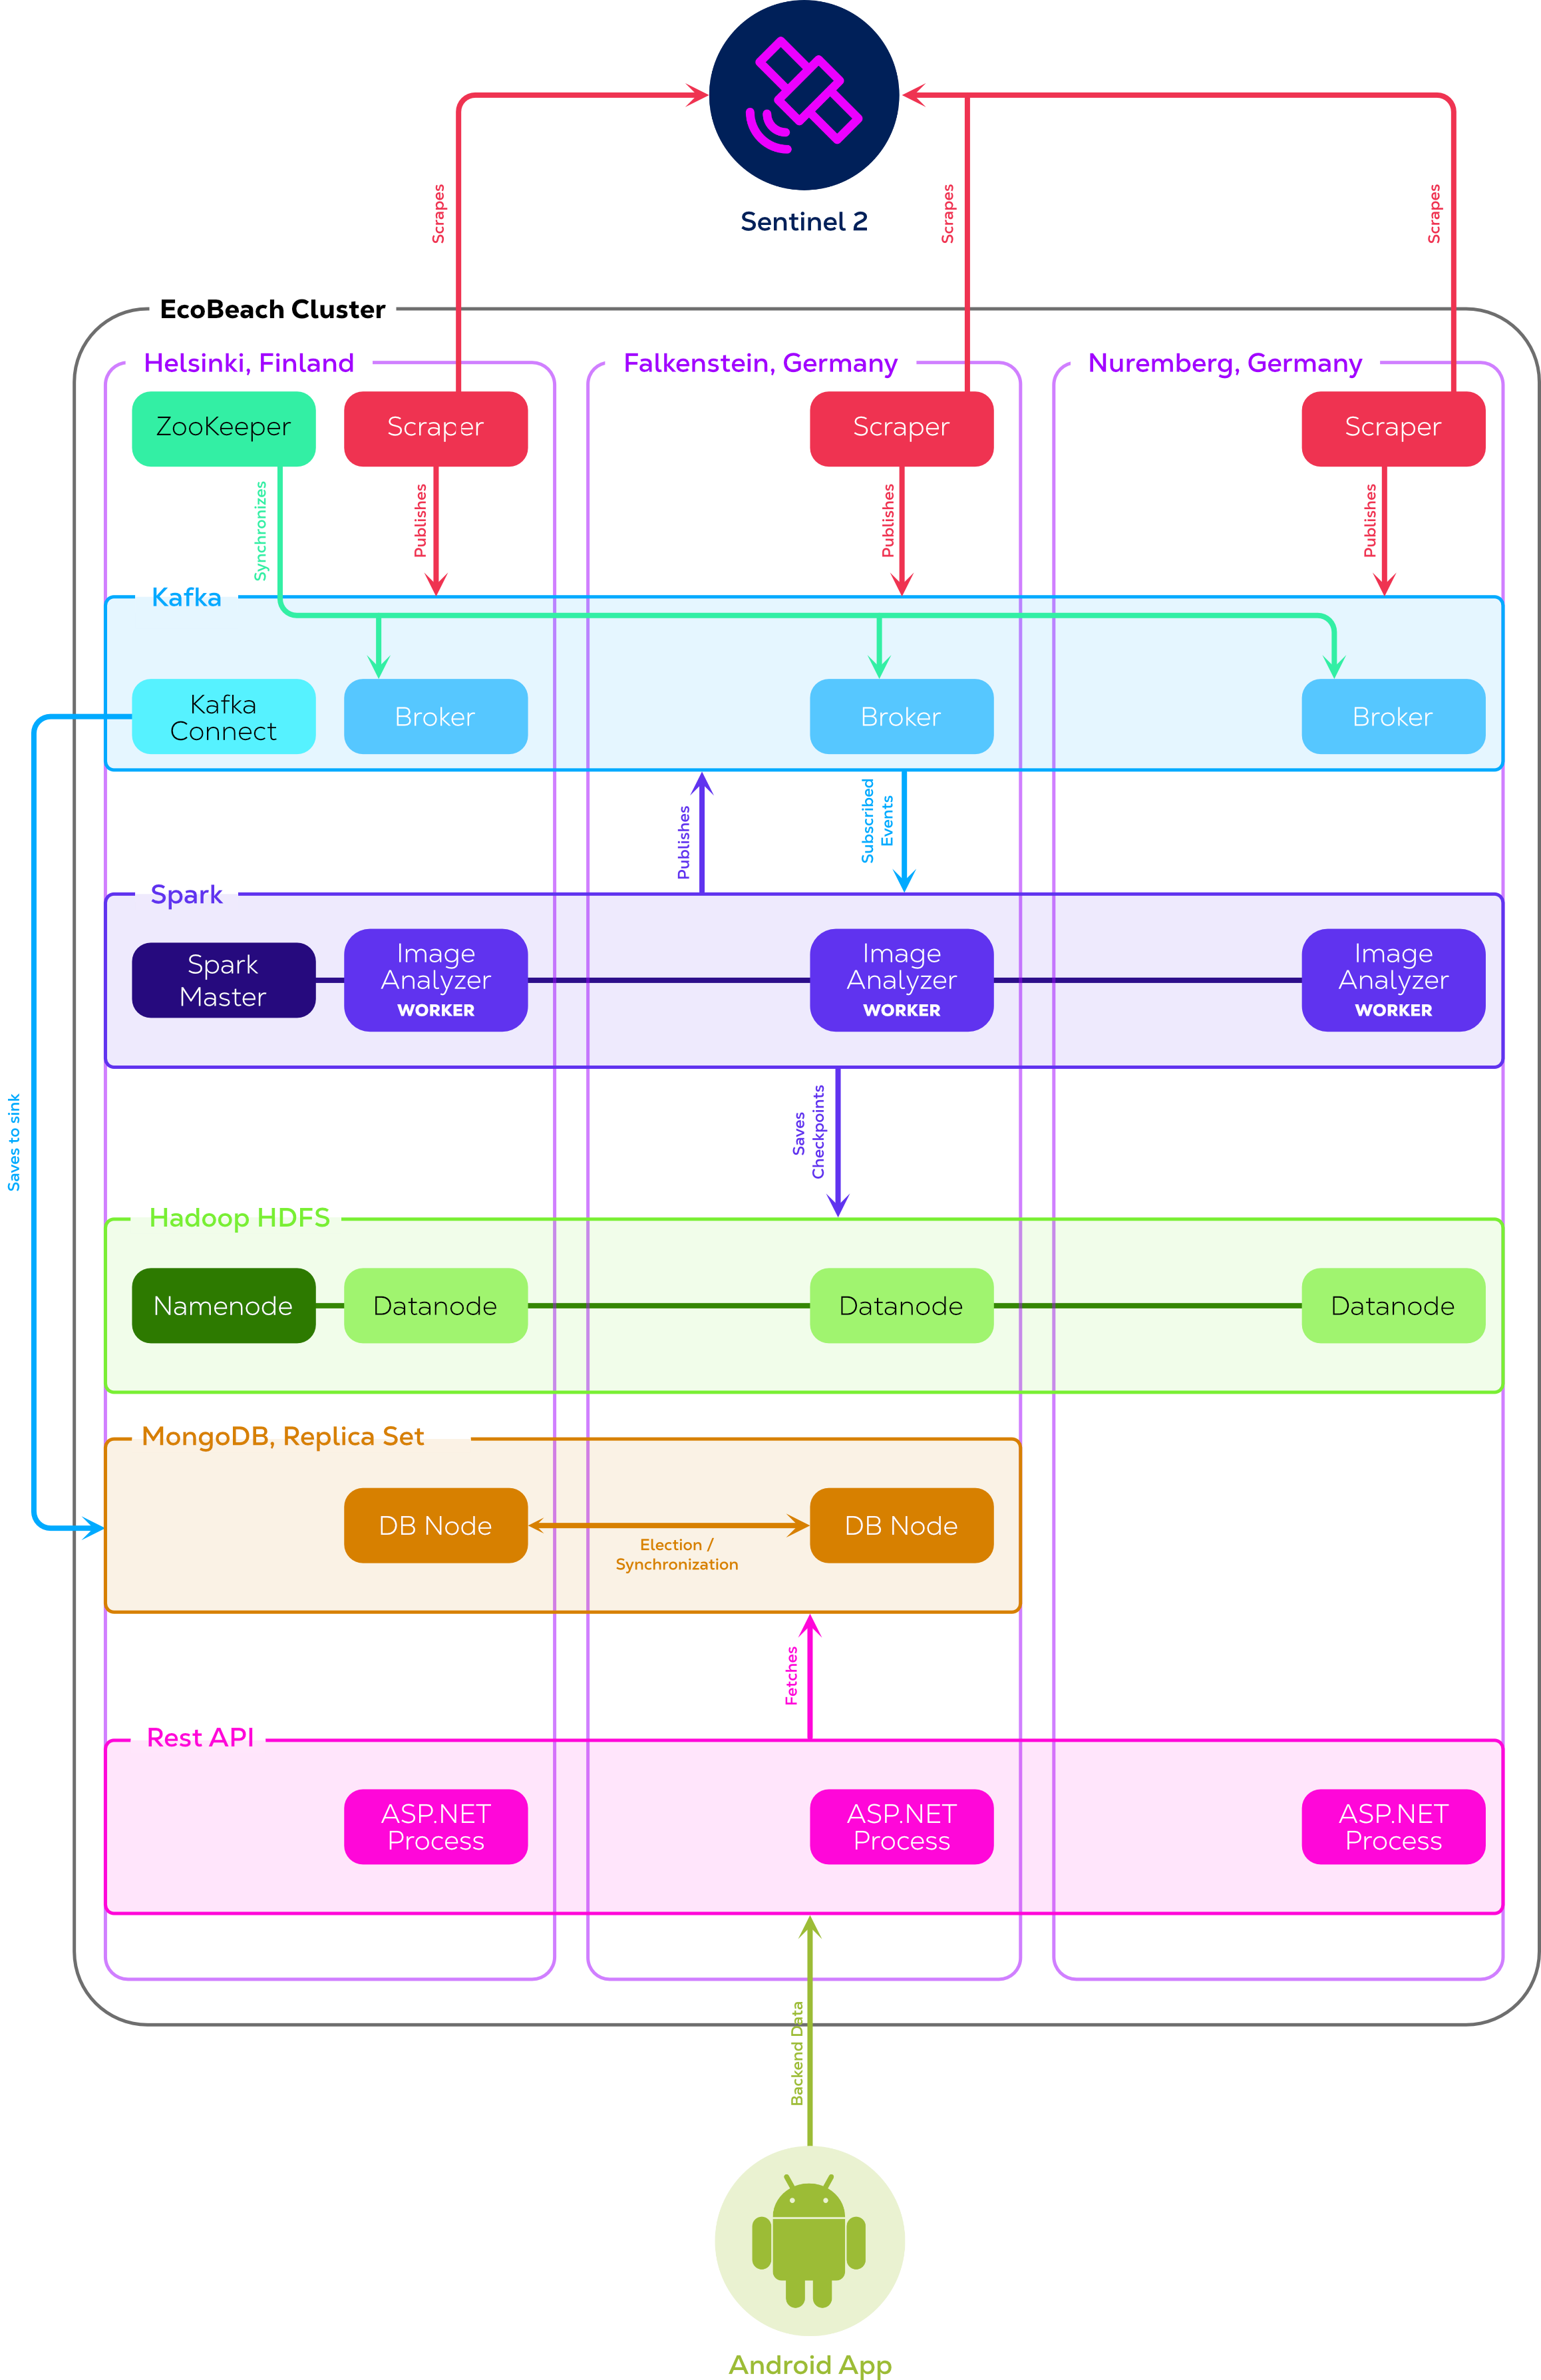 Sentinel 2
Scrapes
Scrapes
Scrapes
EcoBeach Cluster
Helsinki, Finland
Falkenstein, Germany
Nuremberg, Germany
ZooKeeper
Scraper
Scraper
Scraper
Synchronizes
Publishes
Publishes
Publishes
Kafka
Kafka
Connect
Broker
Broker
Broker
Publishes
Subscribed
Events
Spark
Spark
Master
Image
Analyzer
WORKER
Image
Analyzer
WORKER
Image
Analyzer
WORKER
Saves to sink
Saves
Checkpoints
Hadoop HDFS
Namenode
Datanode
Datanode
Datanode
MongoDB, Replica Set
DB Node
DB Node
Election /
Synchronization
Fetches
Rest API
ASP.NET
Process
ASP.NET
Process
ASP.NET
Process
Backend Data
Android App